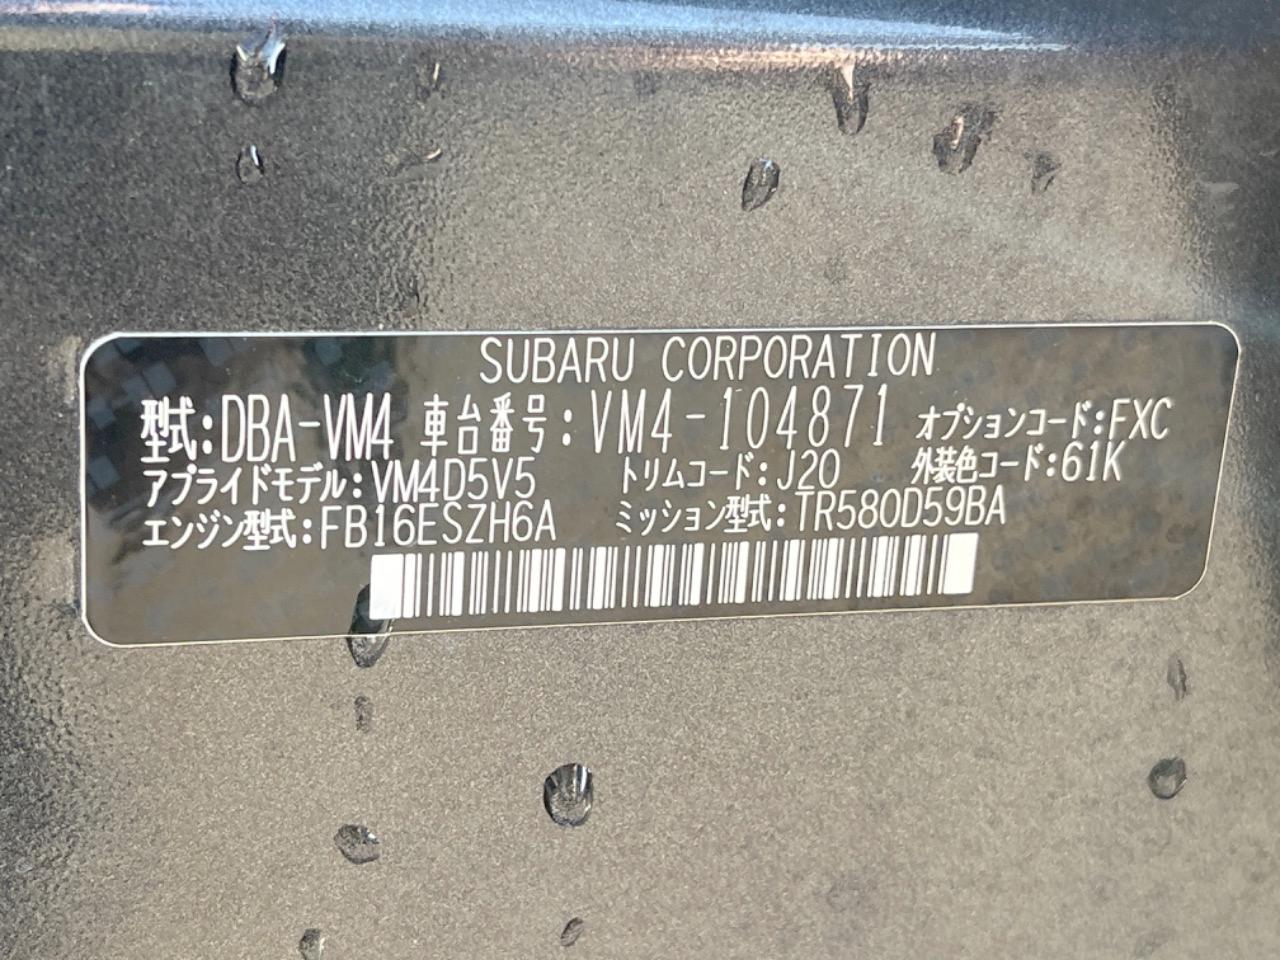 SUBARU CORPORATION
型式:DBA-VM4 車台番号:VM4-104871 オプションコード:FXC
アプライドモデル:VM4D5V5 トリムコード:J20 外装色コード:61K
エンジン型式:FB16ESZH6A ミッション型式:TR580D59BA